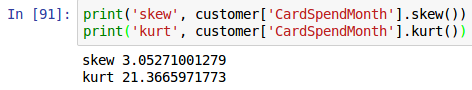 In [91]: print('skew', customer['CardSpendMonth'].skew())
print('kurt', customer['CardSpendMonth'].kurt())
skew 3.05271001279
kurt 21.3665971773